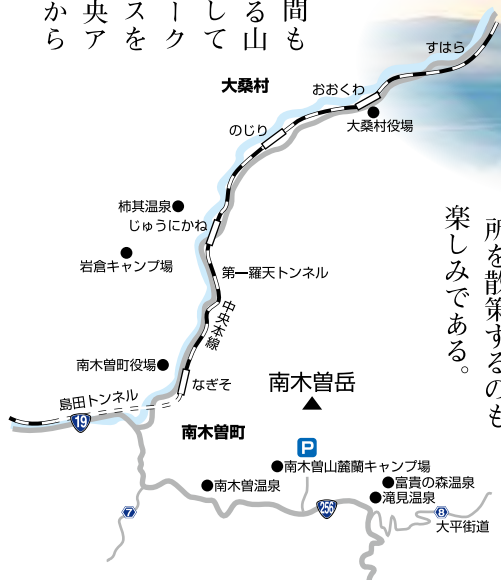 間も
る山
して
ーク
スを
央ア
から
すはら
大桑村
おおくわ
大桑村役場
のじり
柿其温泉
じゅうにかね
岩倉キャンプ場
第一羅天トンネル
所を散策するのも
楽しみである。
中央本線
南木曽町役場
なぎそ
南木曽岳
島田トンネル
19
南木曽町
P
南木曽山麓蘭キャンプ場
富貴の森温泉
南木曽温泉
滝見温泉
256
7
8
大平街道